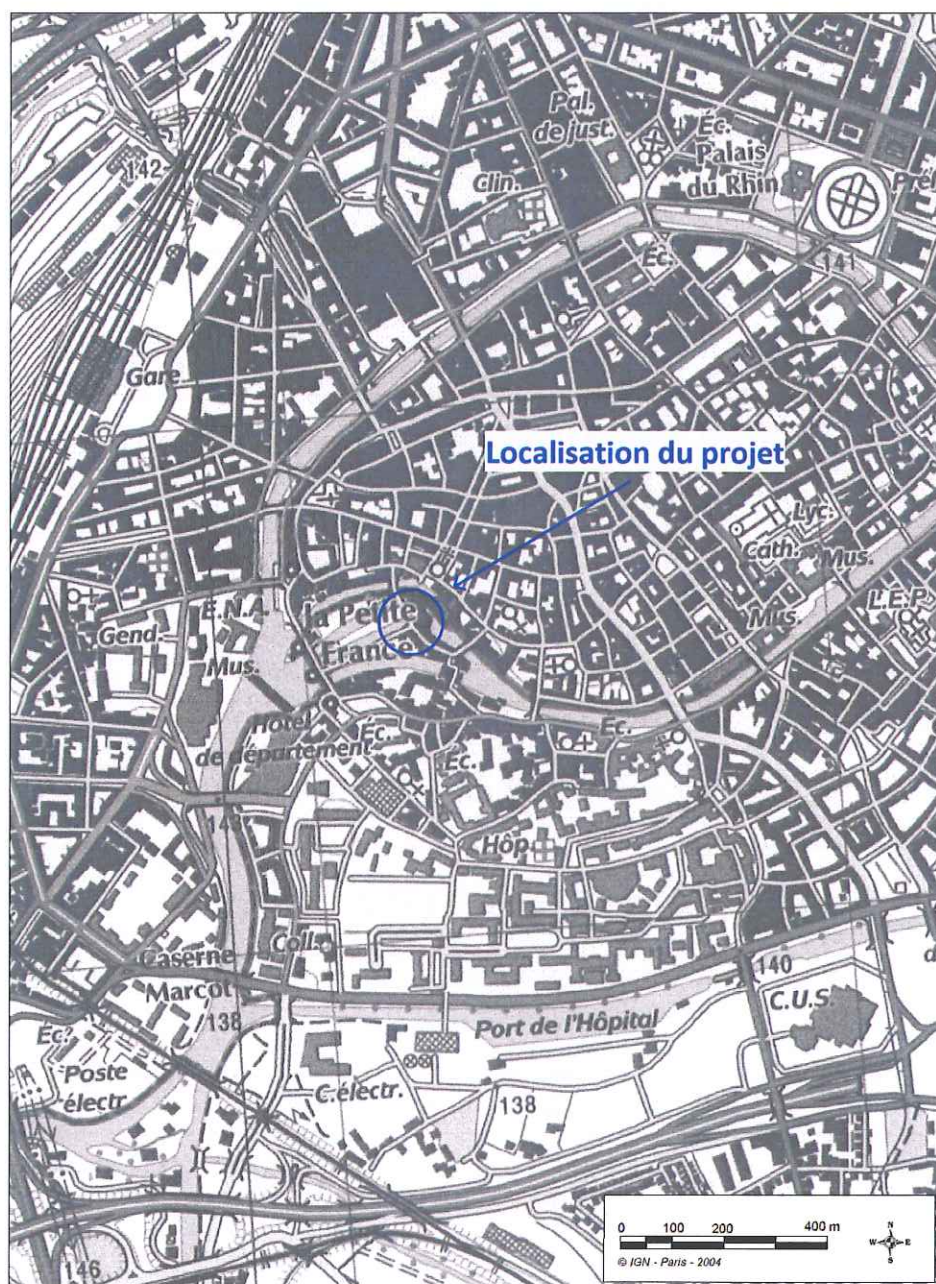 142
Pal.
de just.
Éc.
Palais
du Rhin
Clin.
Éc.
141
Gare
Localisation du projet
Lyc.
Cath.
Mus.
E.N.A.
la Petite
France
Mus.
L.E.P.
Gend.
Mus.
Hôtel
de département
Éc.
Éc.
Éc.
Hôp.
Coll.
Caserne
Marcot
138
140
C.U.S.
Port de l'Hôpital
Éc.
Poste
électr.
C.électr.
138
146
0 100 200 400 m
N
W E
S
© IGN - Paris - 2004